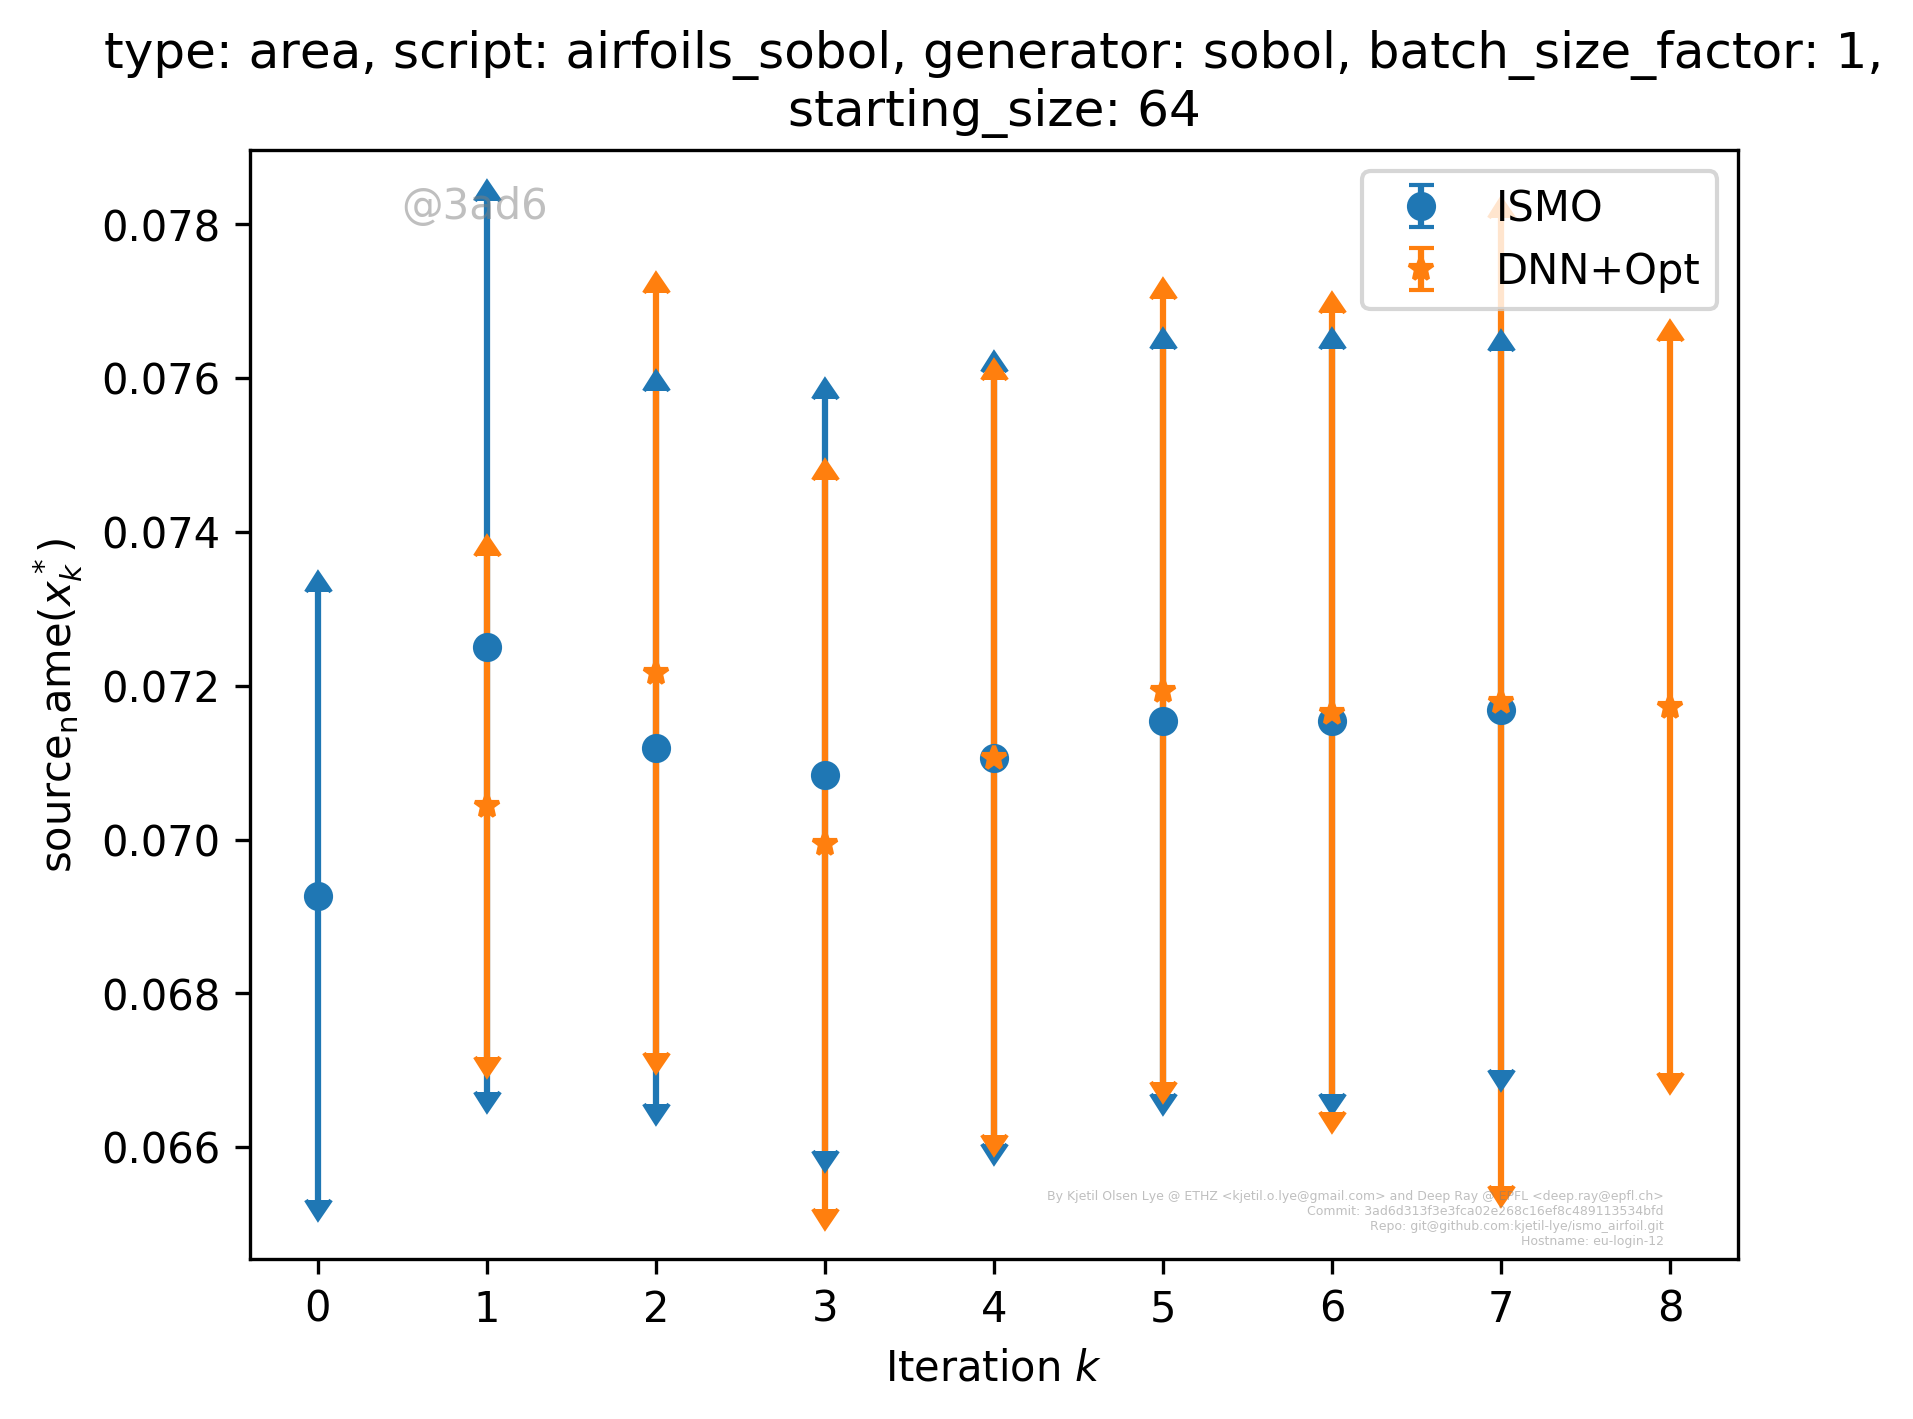 type: area, script: airfoils_sobol, generator: sobol, batch_size_factor: 1,
starting_size: 64
@3ad6
ISMO
DNN+Opt
0.078
0.076
0.074
0.072
0.070
0.068
0.066
source_name(x_k^*)
By Kjetil Olsen Lye @ ETHZ <kjetil.o.lye@gmail.com> and Deep Ray @ EPFL <deep.ray@epfl.ch>
Commit: 3ad6d313f3e3fca02e268c16ef8c489113534bfd
Repo: git@github.com:kjetil-lye/ismo_airfoil.git
Hostname: eu-login-12
0 1 2 3 4 5 6 7 8
Iteration k